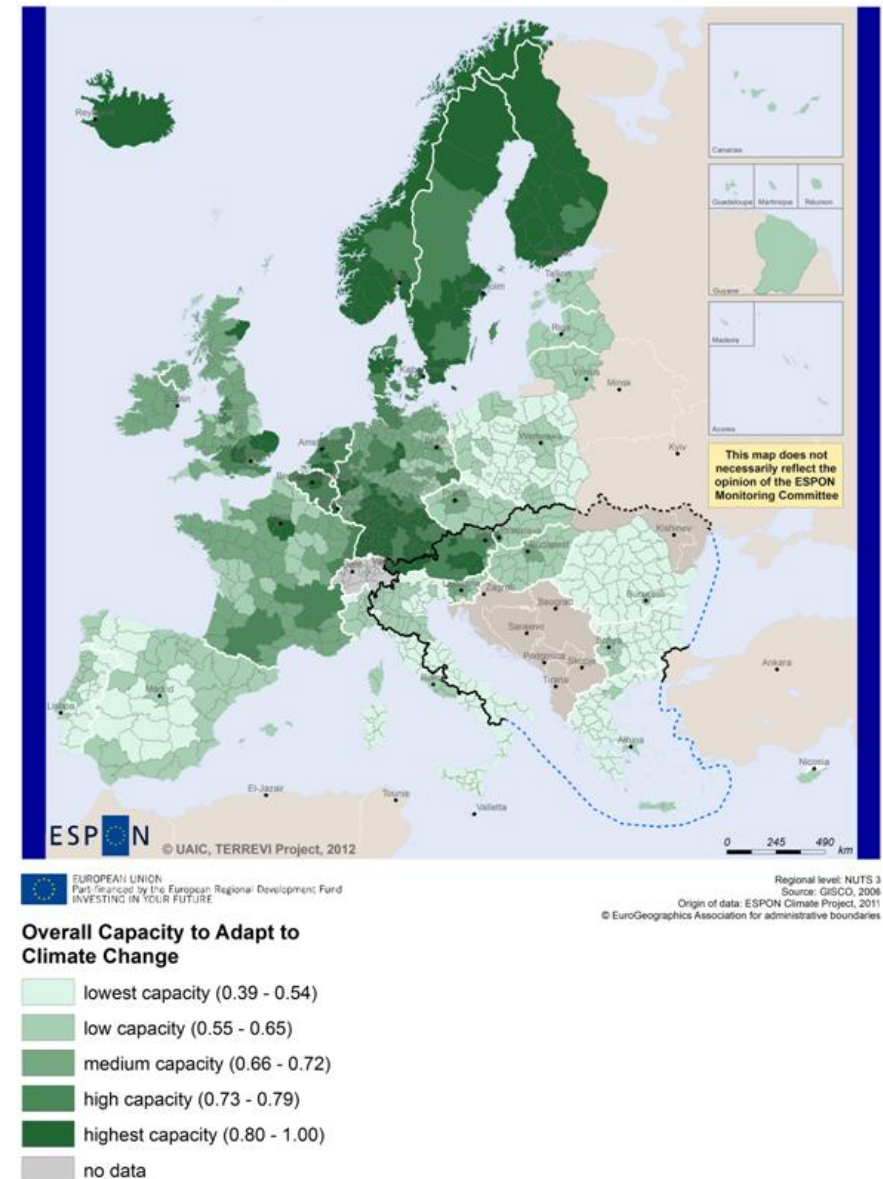 Reykjavik
Canarias
Guadeloupe
Martinique
Réunion
Guyane
Madeira
Acores
Tallinn
Riga
Vilnius
Minsk
Dublin
Kyiv
Kishinev
This map does not
necessarily reflect the
opinion of the ESPON
Monitoring Committee
Zagreb
Beograd
Sarajevo
Podgorica
Skopje
Tirana
Ankara
Madrid
Lisboa
Athina
Nicosia
El-Jazair
Tounis
Valletta
ESPON
© UAIC, TERREVI Project, 2012
0 245 490
km
EUROPEAN UNION
Part-financed by the European Regional Development Fund
INVESTING IN YOUR FUTURE
Regional level: NUTS 3
Source: GISCO, 2006
Origin of data: ESPON Climate Project, 2011
© EuroGeographics Association for administrative boundaries
Overall Capacity to Adapt to
Climate Change
lowest capacity (0.39 - 0.54)
low capacity (0.55 - 0.65)
medium capacity (0.66 - 0.72)
high capacity (0.73 - 0.79)
highest capacity (0.80 - 1.00)
no data